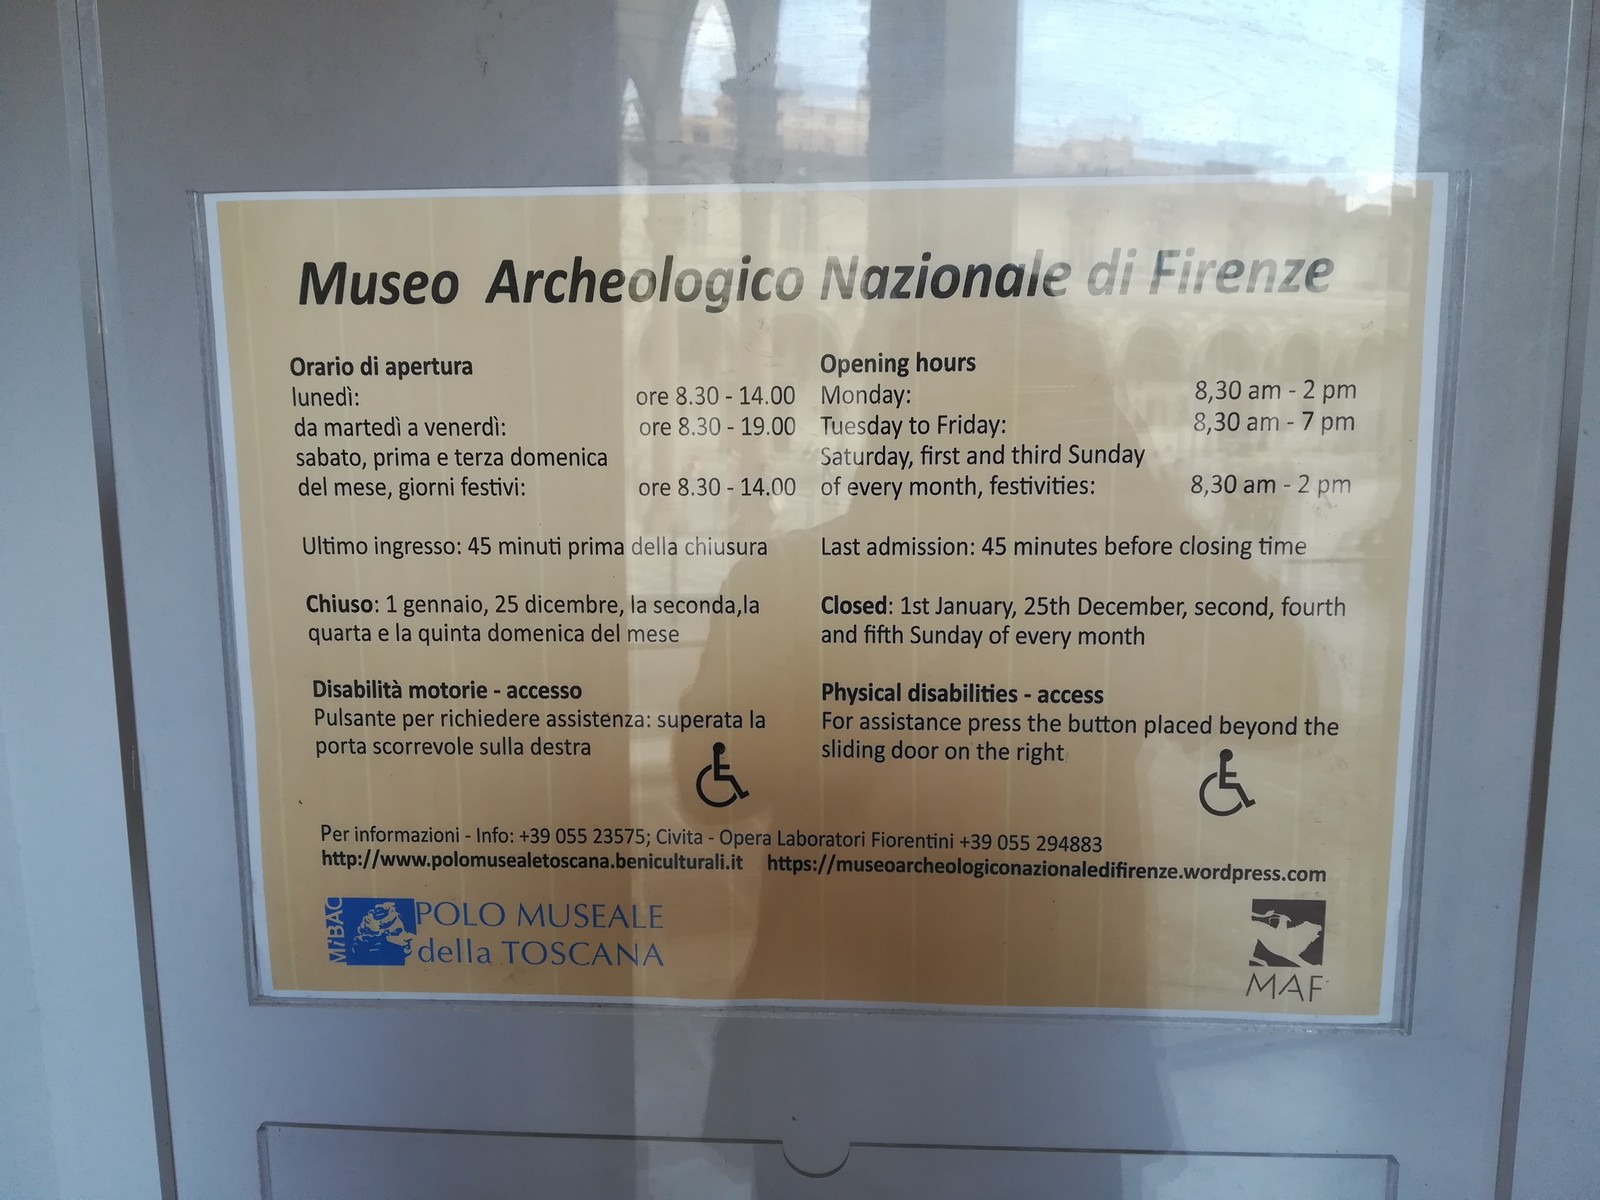 Museo Archeologico Nazionale di Firenze
Orario di apertura
lunedì: ore 8.30 - 14.00
da martedì a venerdì: ore 8.30 - 19.00
sabato, prima e terza domenica
del mese, giorni festivi: ore 8.30 - 14.00
Ultimo ingresso: 45 minuti prima della chiusura
Chiuso: 1 gennaio, 25 dicembre, la seconda,la
quarta e la quinta domenica del mese
Disabilità motorie - accesso
Pulsante per richiedere assistenza: superata la
porta scorrevole sulla destra
Opening hours
Monday: 8,30 am - 2 pm
Tuesday to Friday: 8,30 am - 7 pm
Saturday, first and third Sunday
of every month, festivities: 8,30 am - 2 pm
Last admission: 45 minutes before closing time
Closed: 1st January, 25th December, second, fourth
and fifth Sunday of every month
Physical disabilities - access
For assistance press the button placed beyond the
sliding door on the right
Per informazioni - Info: +39 055 23575; Civita - Opera Laboratori Fiorentini +39 055 294883
http://www.polomusealetoscana.beniculturali.it https://museoarcheologiconazionaledifirenze.wordpress.com
MiBAC
POLO MUSEALE
della TOSCANA
MAF